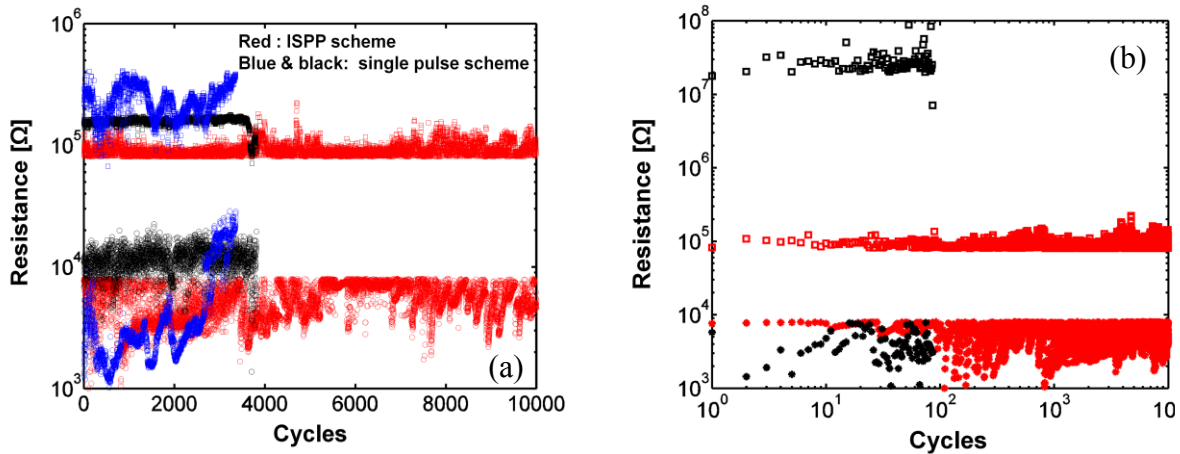 10^6
Red : ISPP scheme
Blue & black: single pulse scheme
10^5
10^4
10^3
Resistance [Ω]
0 2000 4000 6000 8000 10000
Cycles
(a)
10^8
(b)
10^7
10^6
10^5
10^4
10^3
Resistance [Ω]
10^0 10^1 10^2 10^3 10
Cycles